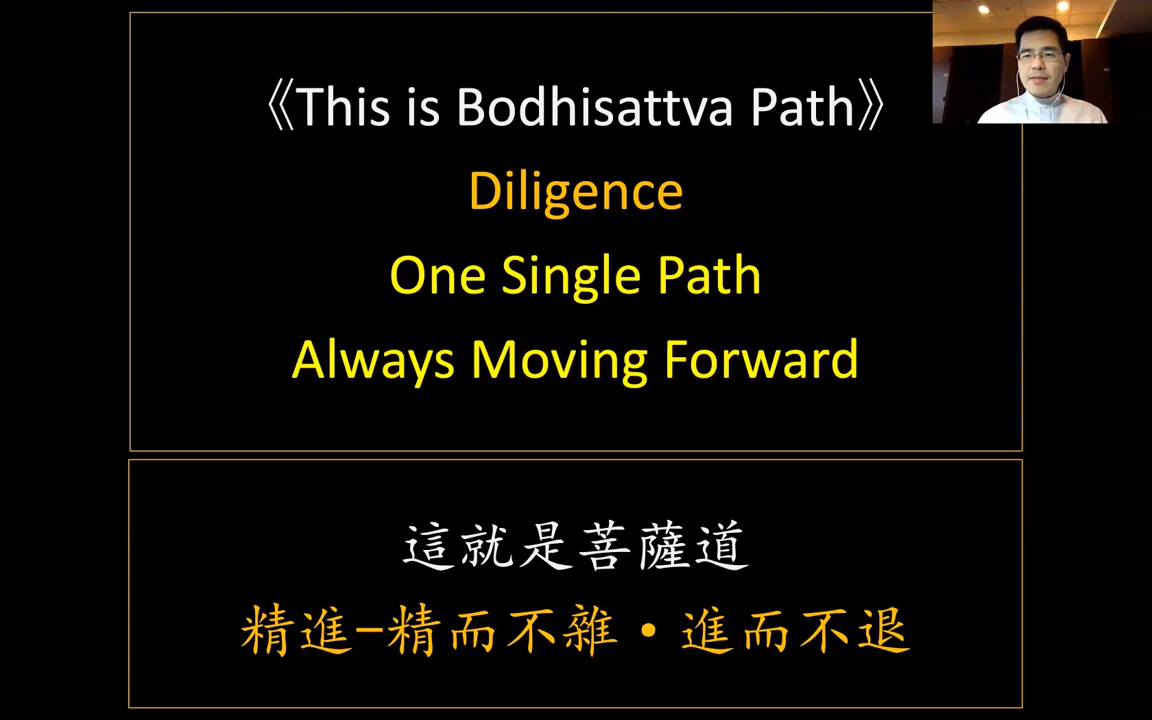 《This is Bodhisattva Path》
Diligence
One Single Path
Always Moving Forward
這就是菩薩道
精進–精而不雜•進而不退